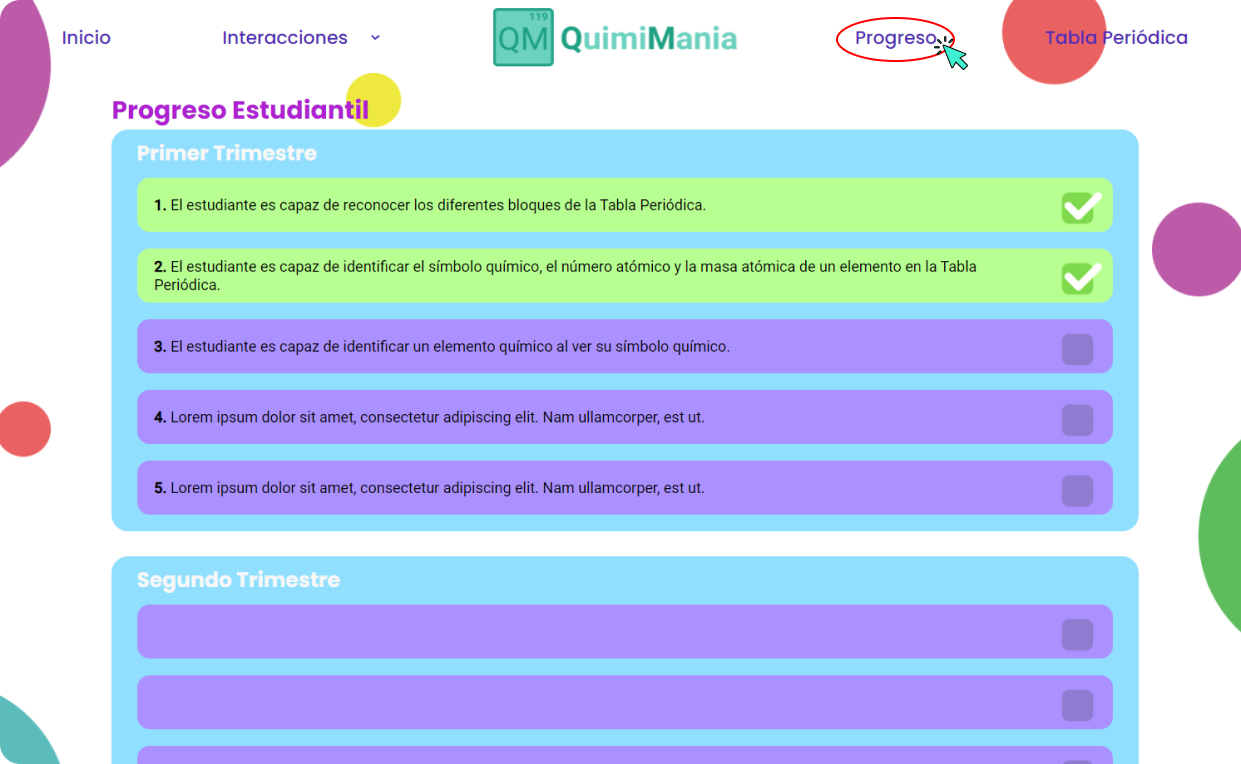 Inicio
Interacciones
119
QM
QuimiMania
Progreso
Tabla Periódica
Progreso Estudiantil
Primer Trimestre
1. El estudiante es capaz de reconocer los diferentes bloques de la Tabla Periódica.
2. El estudiante es capaz de identificar el símbolo químico, el número atómico y la masa atómica de un elemento en la Tabla
Periódica.
3. El estudiante es capaz de identificar un elemento químico al ver su símbolo químico.
4. Lorem ipsum dolor sit amet, consectetur adipiscing elit. Nam ullamcorper, est ut.
5. Lorem ipsum dolor sit amet, consectetur adipiscing elit. Nam ullamcorper, est ut.
Segundo Trimestre